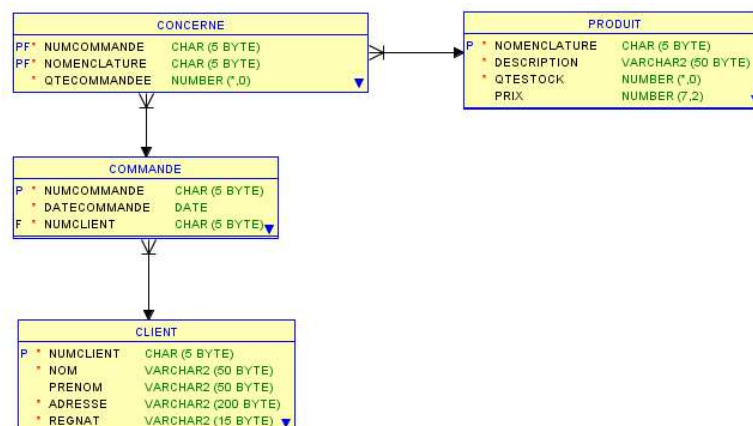 CONCERNE
PF* NUMCOMMANDE CHAR (5 BYTE)
PF* NOMENCLATURE CHAR (5 BYTE)
* QTECOMMANDEE NUMBER (*,0)
PRODUIT
P * NOMENCLATURE CHAR (5 BYTE)
* DESCRIPTION VARCHAR2 (50 BYTE)
* QTESTOCK NUMBER (*,0)
PRIX NUMBER (7,2)
COMMANDE
P * NUMCOMMANDE CHAR (5 BYTE)
* DATECOMMANDE DATE
F * NUMCLIENT CHAR (5 BYTE)
CLIENT
P * NUMCLIENT CHAR (5 BYTE)
* NOM VARCHAR2 (50 BYTE)
PRENOM VARCHAR2 (50 BYTE)
* ADRESSE VARCHAR2 (200 BYTE)
* REGNAT VARCHAR2 (15 BYTE)